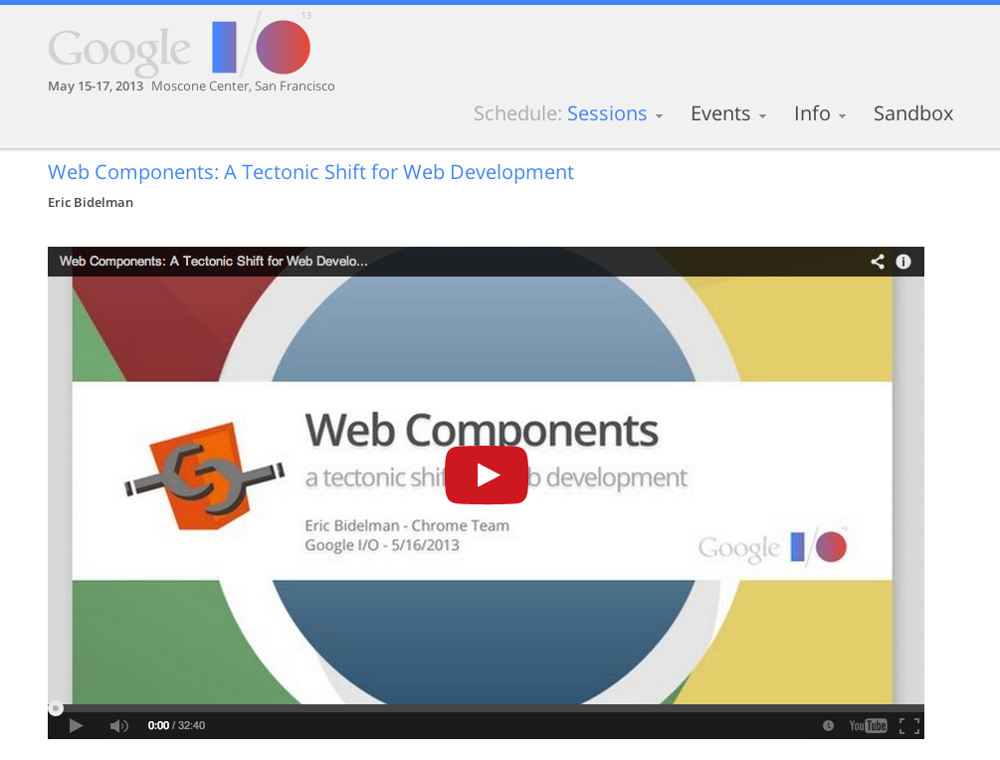 Google I/O 13
May 15-17, 2013 Moscone Center, San Francisco
Schedule: Sessions Events Info Sandbox
Web Components: A Tectonic Shift for Web Development
Eric Bidelman
Web Components: A Tectonic Shift for Web Develo...
Web Components
a tectonic shi b development
Eric Bidelman - Chrome Team
Google I/O - 5/16/2013
Google I/O
0:00 / 32:40
YouTube